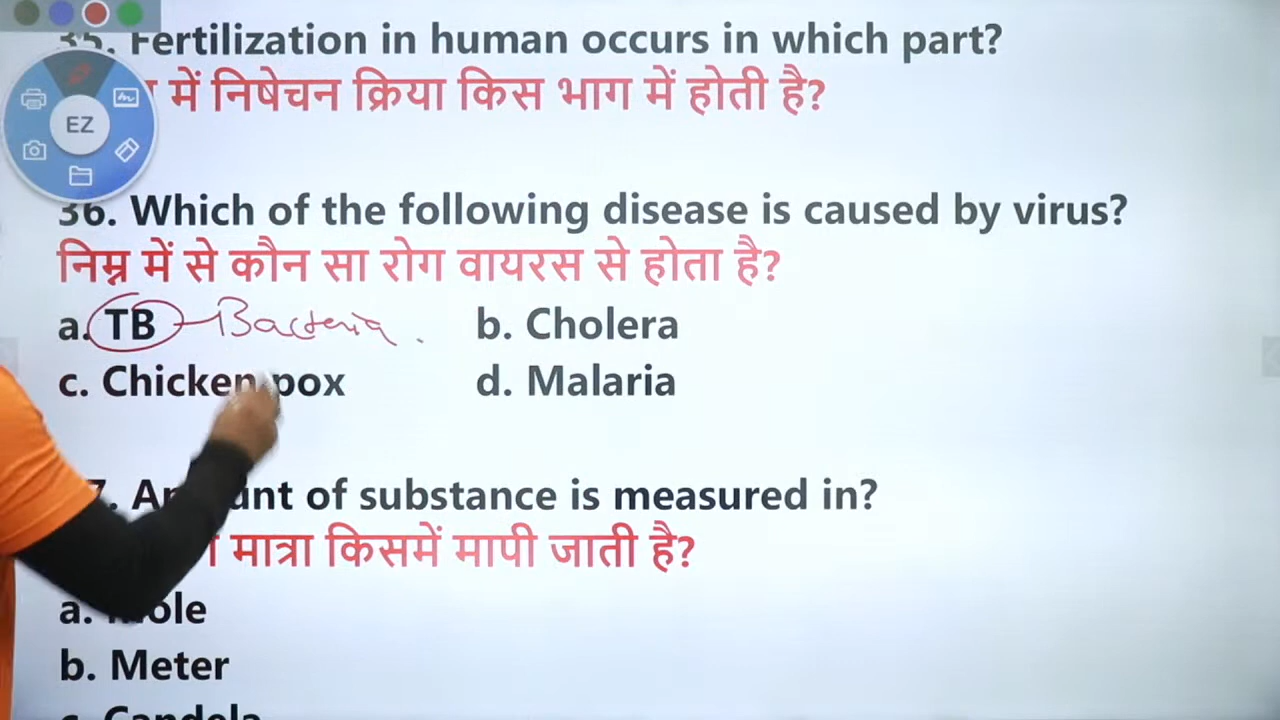 35. Fertilization in human occurs in which part?
में निषेचन क्रिया किस भाग में होती है?
36. Which of the following disease is caused by virus?
निम्न में से कौन सा रोग वायरस से होता है?
a. TB - Bacteria. b. Cholera
c. Chicken pox d. Malaria
7. Amount of substance is measured in?
मात्रा किसमें मापी जाती है?
a. Mole
b. Meter
c. Candela
EZ